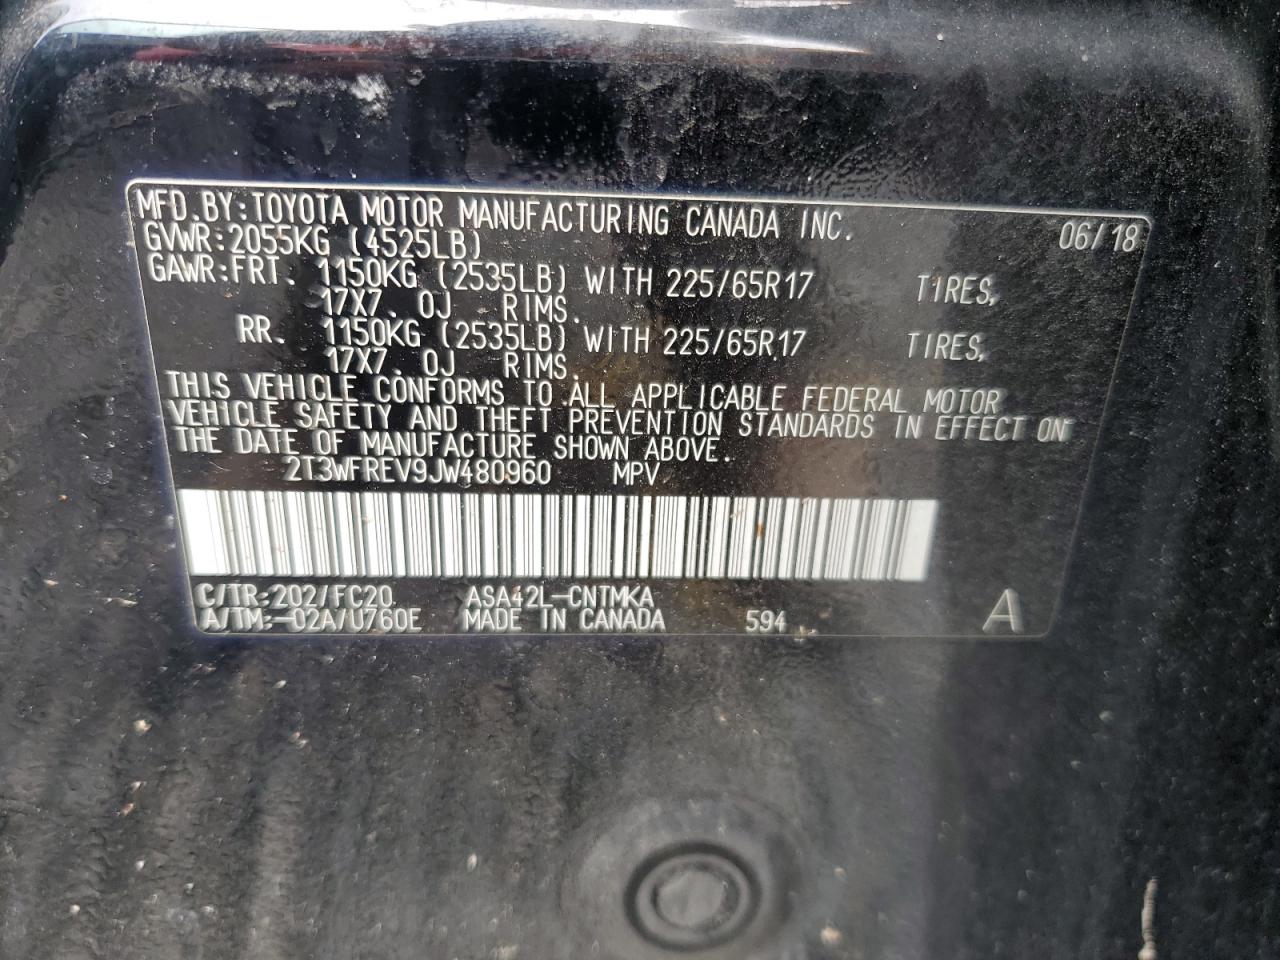 MFD.BY:TOYOTA MOTOR MANUFACTURING CANADA INC. 06/18
GVWR:2055KG (4525LB)
GAWR:FRT. 1150KG (2535LB) WITH 225/65R17 TIRES,
17X7.0J RIMS.
RR. 1150KG (2535LB) WITH 225/65R17 TIRES,
17X7.0J RIMS.
THIS VEHICLE CONFORMS TO ALL APPLICABLE FEDERAL MOTOR
VEHICLE SAFETY AND THEFT PREVENTION STANDARDS IN EFFECT ON
THE DATE OF MANUFACTURE SHOWN ABOVE.
2T3WFREV9JW480960 MPV
C/TR:202/FC20 ASA42L-CNTMKA
A/TM:-02A/U760E MADE IN CANADA 594 A